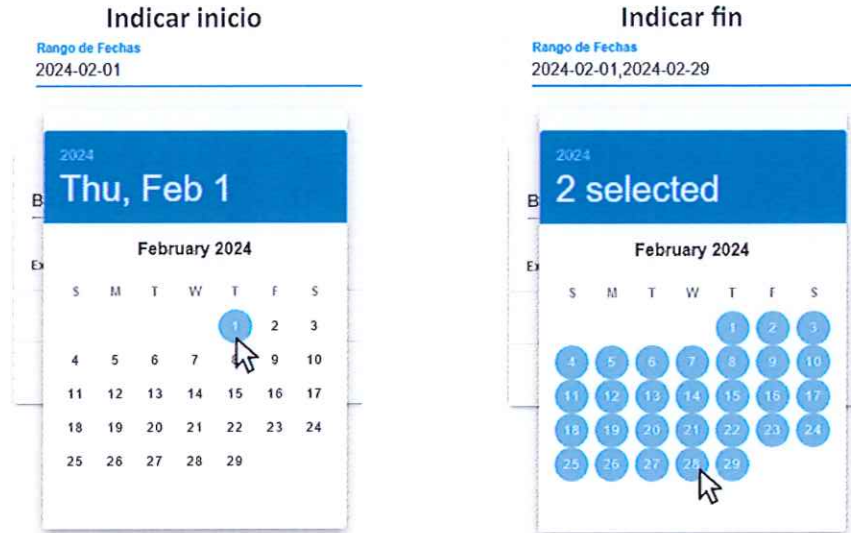 Indicar inicio
Rango de Fechas
2024-02-01
2024
Thu, Feb 1
B
February 2024
Ex
S M T W T F S
1 2 3
4 5 6 7 8 9 10
11 12 13 14 15 16 17
18 19 20 21 22 23 24
25 26 27 28 29
Indicar fin
Rango de Fechas
2024-02-01,2024-02-29
2024
2 selected
B
February 2024
Ex
S M T W T F S
1 2 3
4 5 6 7 8 9 10
11 12 13 14 15 16 17
18 19 20 21 22 23 24
25 26 27 28 29